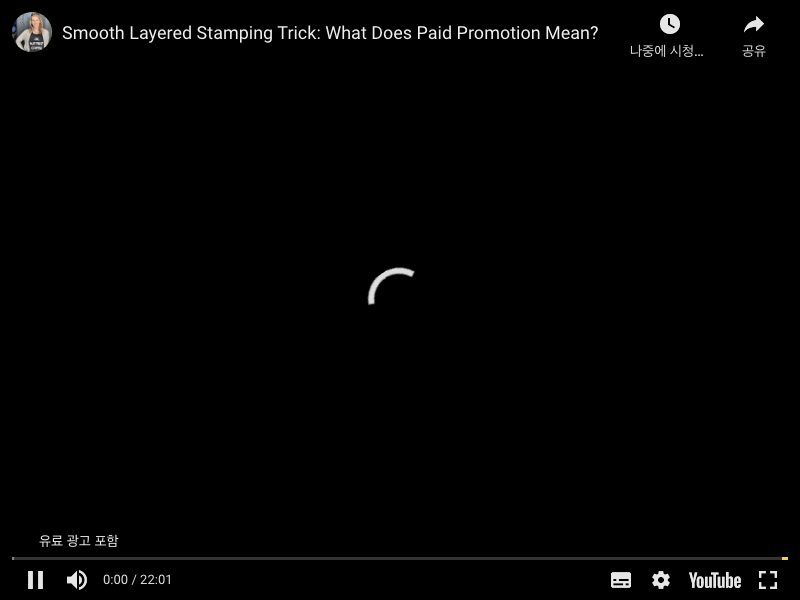 Smooth Layered Stamping Trick: What Does Paid Promotion Mean?
나중에 시청...
공유
유료 광고 포함
0:00 / 22:01
YouTube